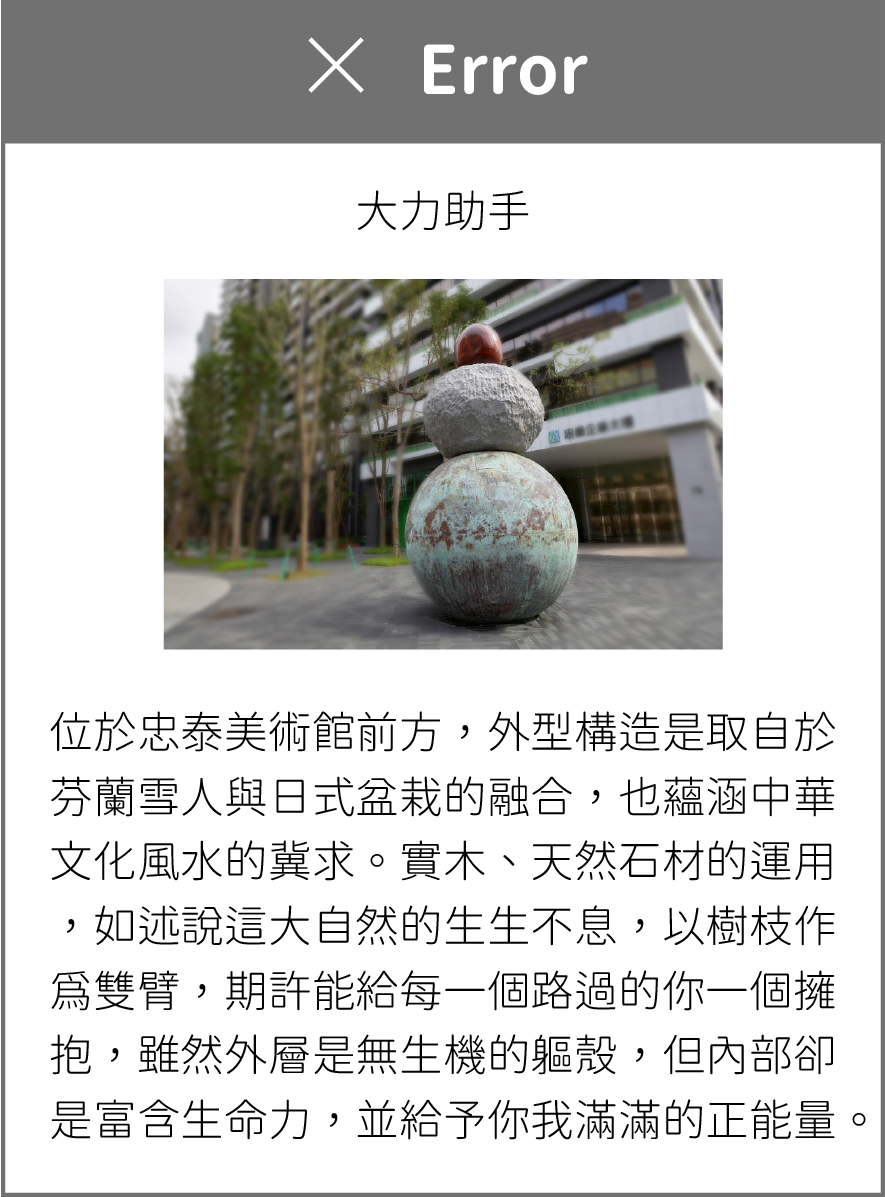 Error
大力助手
位於忠泰美術館前方，外型構造是取自於
芬蘭雪人與日式盆栽的融合，也蘊涵中華
文化風水的冀求。實木、天然石材的運用
，如述說這大自然的生生不息，以樹枝作
爲雙臂，期許能給每一個路過的你一個擁
抱，雖然外層是無生機的軀殼，但內部卻
是富含生命力，並給予你我滿滿的正能量。